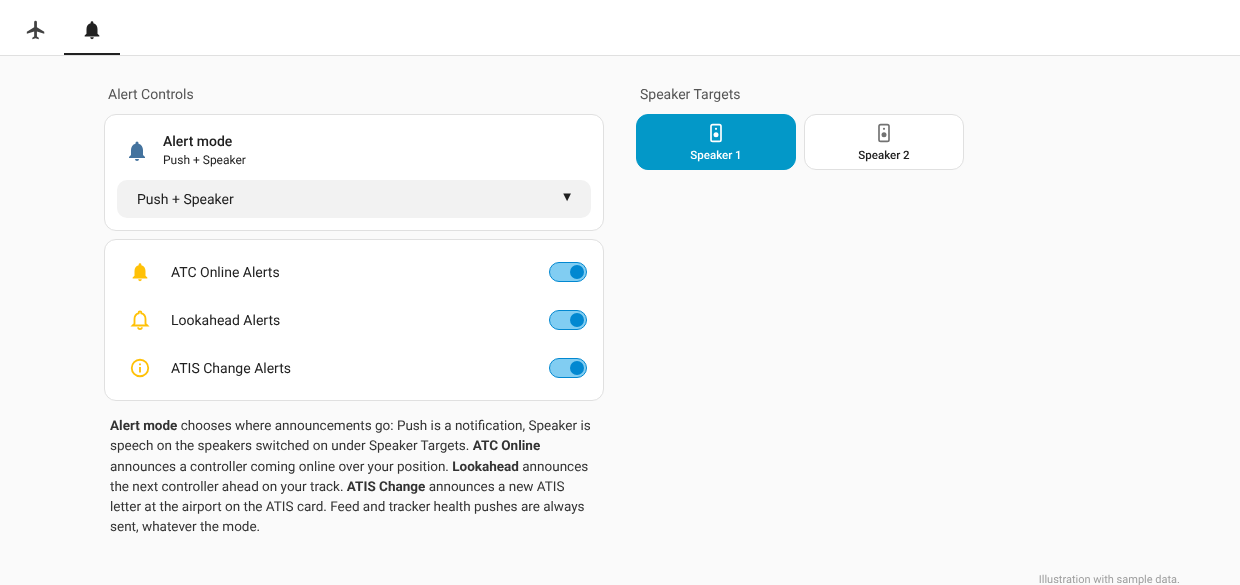 Alert Controls
Alert mode
Push + Speaker
Push + Speaker
ATC Online Alerts
Lookahead Alerts
ATIS Change Alerts
Alert mode chooses where announcements go: Push is a notification, Speaker is
speech on the speakers switched on under Speaker Targets. ATC Online
announces a controller coming online over your position. Lookahead announces
the next controller ahead on your track. ATIS Change announces a new ATIS
letter at the airport on the ATIS card. Feed and tracker health pushes are always
sent, whatever the mode.
Speaker Targets
Speaker 1
Speaker 2
Illustration with sample data.